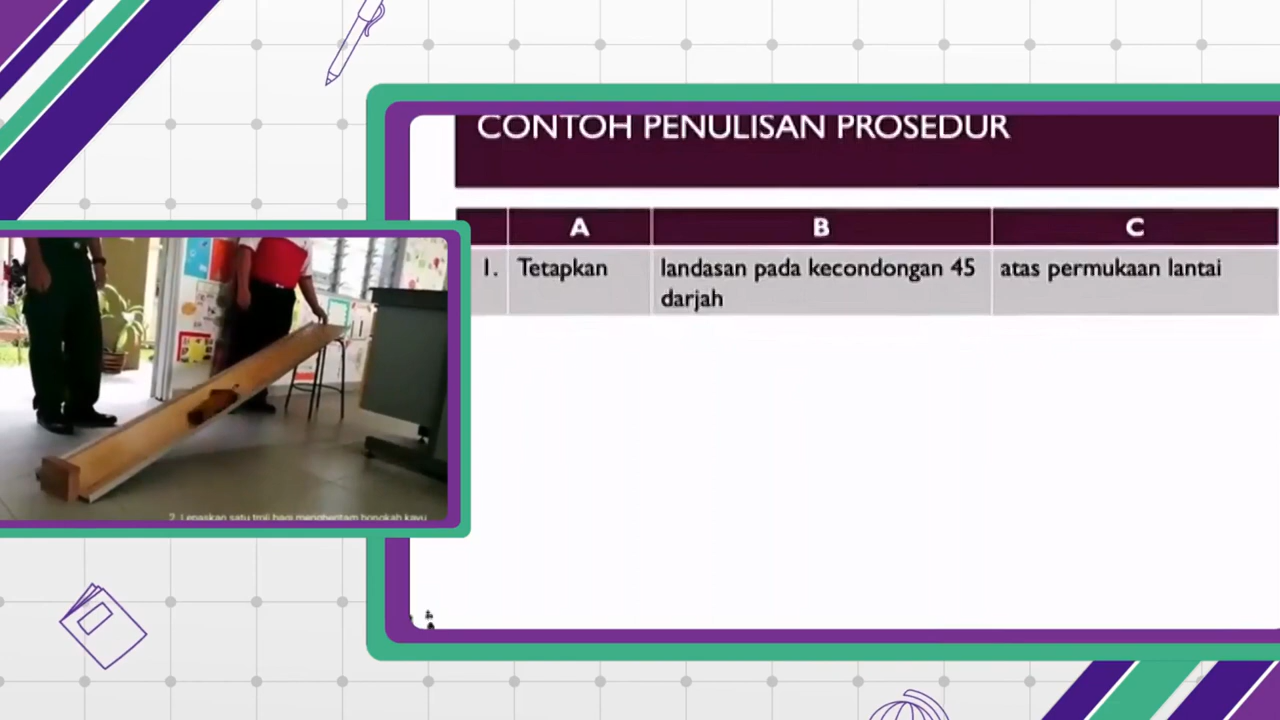 CONTOH PENULISAN PROSEDUR
A B C
1. Tetapkan landasan pada kecondongan 45 atas permukaan lantai
darjah
2. Lepaskan satu troli bagi menghentam bongkah kayu